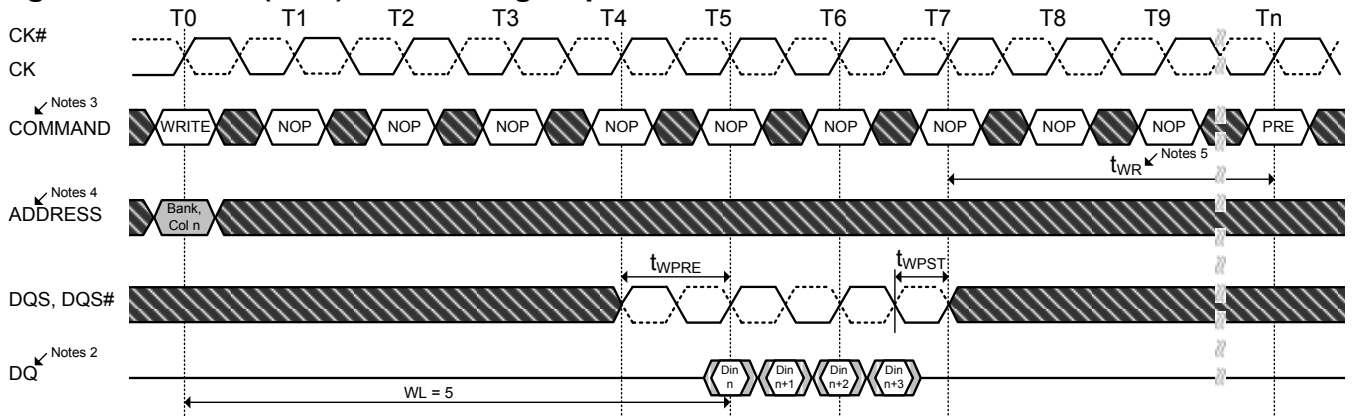 T0 T1 T2 T3 T4 T5 T6 T7 T8 T9 Tn
CK#
CK
Notes 3
COMMAND WRITE NOP NOP NOP NOP NOP NOP NOP NOP NOP PRE
tWR Notes 5
Notes 4
ADDRESS
Bank,
Col n
tWPRE tWPST
DQS, DQS#
Notes 2
DQ
Din Din Din Din
n n+1 n+2 n+3
WL = 5